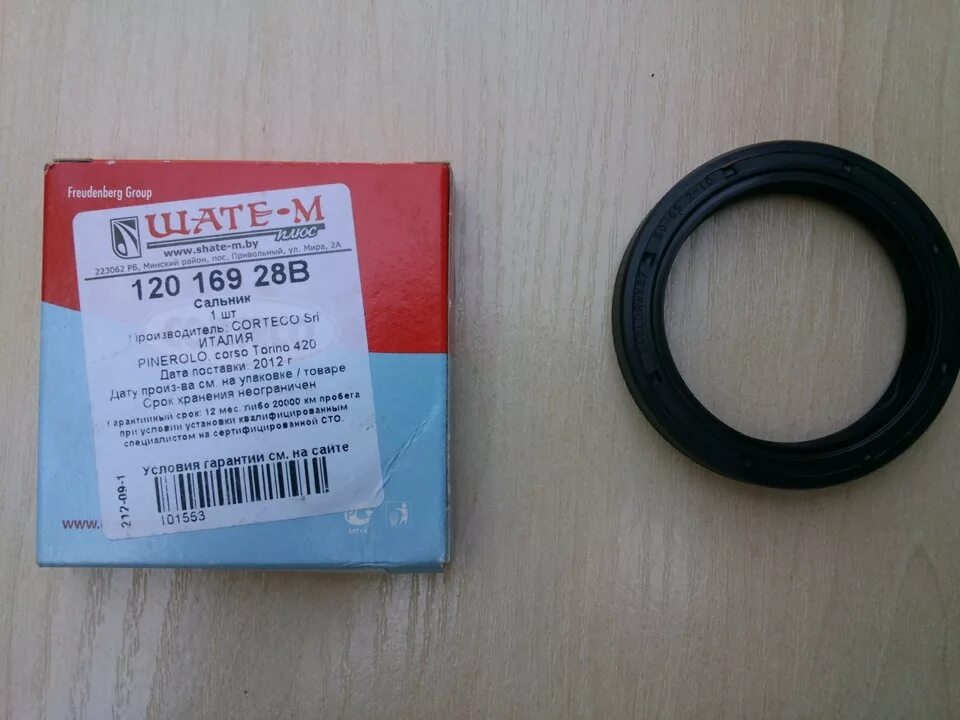 Freudenberg Group
ШАТЕ-М
плюс
www.shate-m.by
223062 РБ, Минский район, пос. Привольный, ул. Мира, 2А
120 169 28B
Сальник
1 шт
Производитель: CORTECO Srl
ИТАЛИЯ
PINEROLO, corso Torino 420
Дата поставки: 2012 г
Дату произ-ва см. на упаковке / товаре
Срок хранения неограничен
Гарантийный срок: 12 мес. либо 20000 км пробега
при условии установки квалифицированным
специалистом на сертифицированной СТО.
Условия гарантии см. на сайте
212-09-1
101553
www.
МТ14